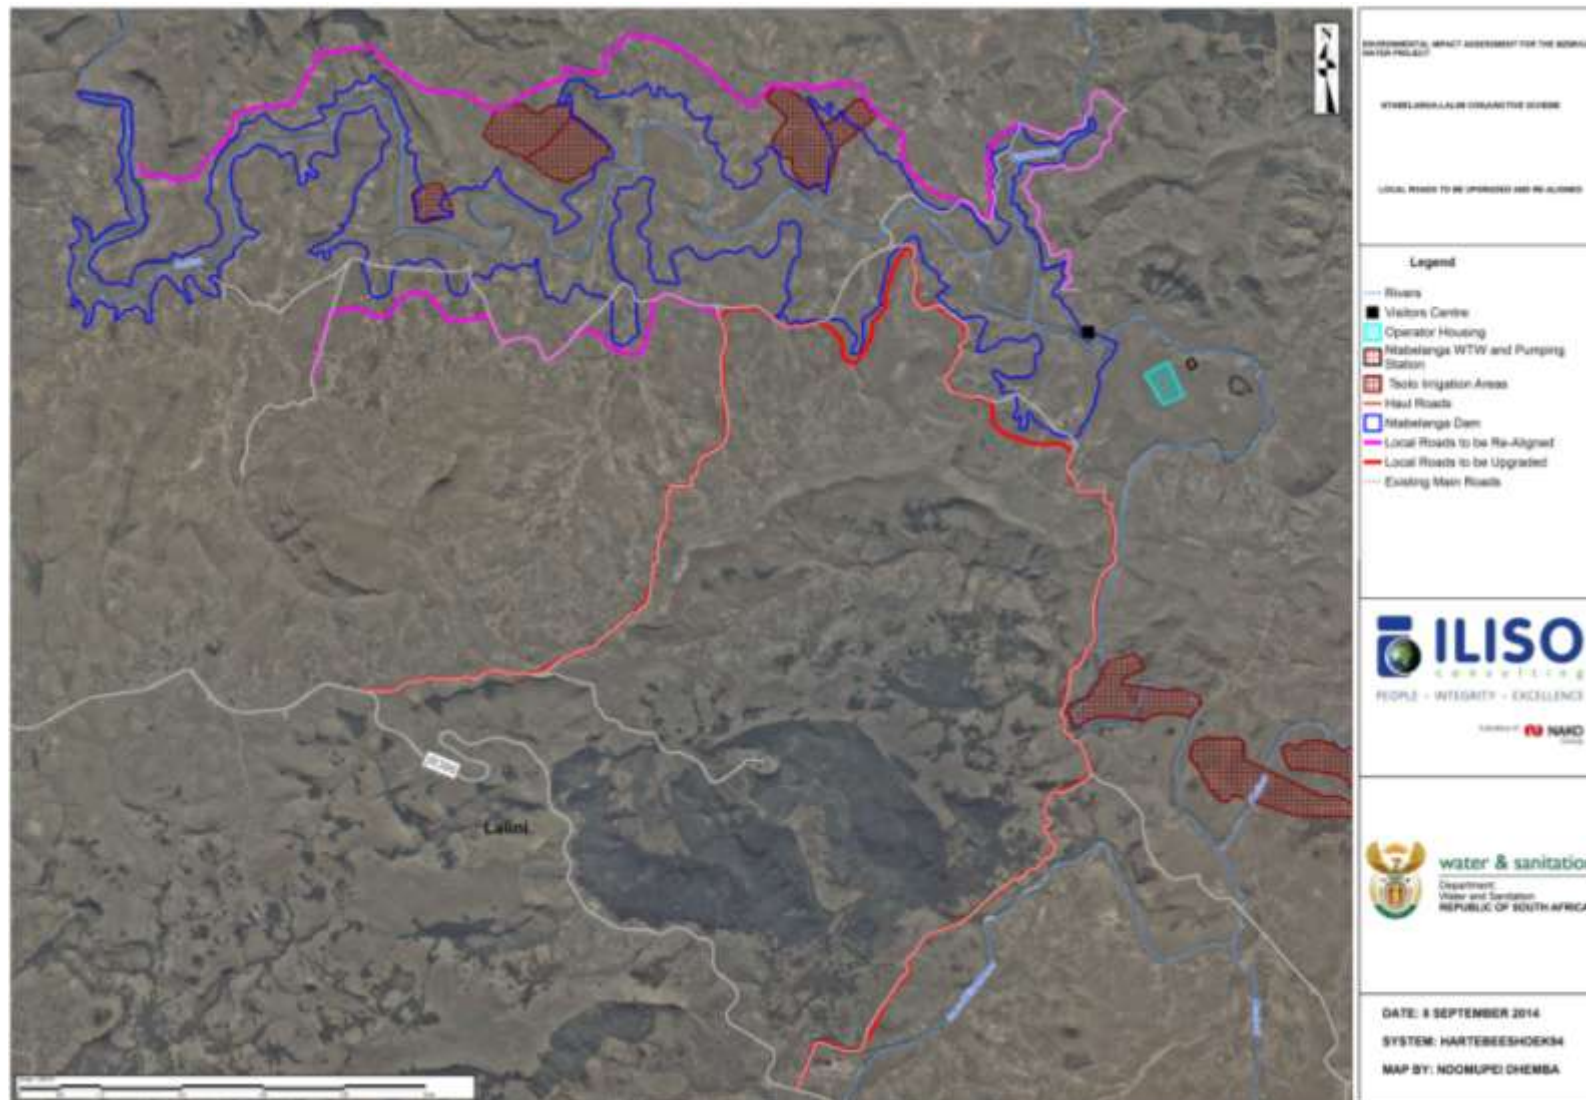 N
ENVIRONMENTAL IMPACT ASSESSMENT FOR THE MZIMVU
WATER PROJECT
NTABELANGA-LALINI CONJUNCTIVE SCHEME
LOCAL ROADS TO BE UPGRADED AND RE-ALIGNED
Legend
Rivers
Visitors Centre
Operator Housing
Ntabelanga WTW and Pumping
Station
Tsolo Irrigation Areas
Haul Roads
Ntabelanga Dam
Local Roads to be Re-Aligned
Local Roads to be Upgraded
Existing Main Roads
ILISO
consulting
PEOPLE - INTEGRITY - EXCELLENCE
NAKO
Lalini
water & sanitation
Department:
Water and Sanitation
REPUBLIC OF SOUTH AFRICA
DATE: 8 SEPTEMBER 2014
SYSTEM: HARTEBEESHOEK94
MAP BY: NDOMUPEI DHEMBA